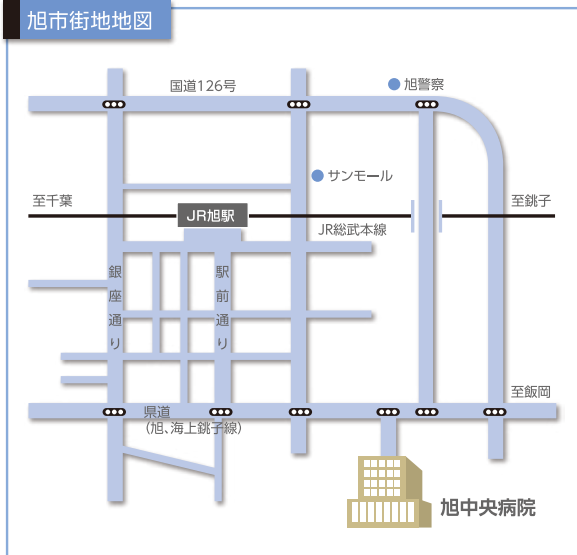 旭市街地地図
国道126号
旭警察
サンモール
至千葉
JR旭駅
至銚子
JR総武本線
銀座通り
駅前通り
至飯岡
県道
（旭、海上銚子線）
旭中央病院